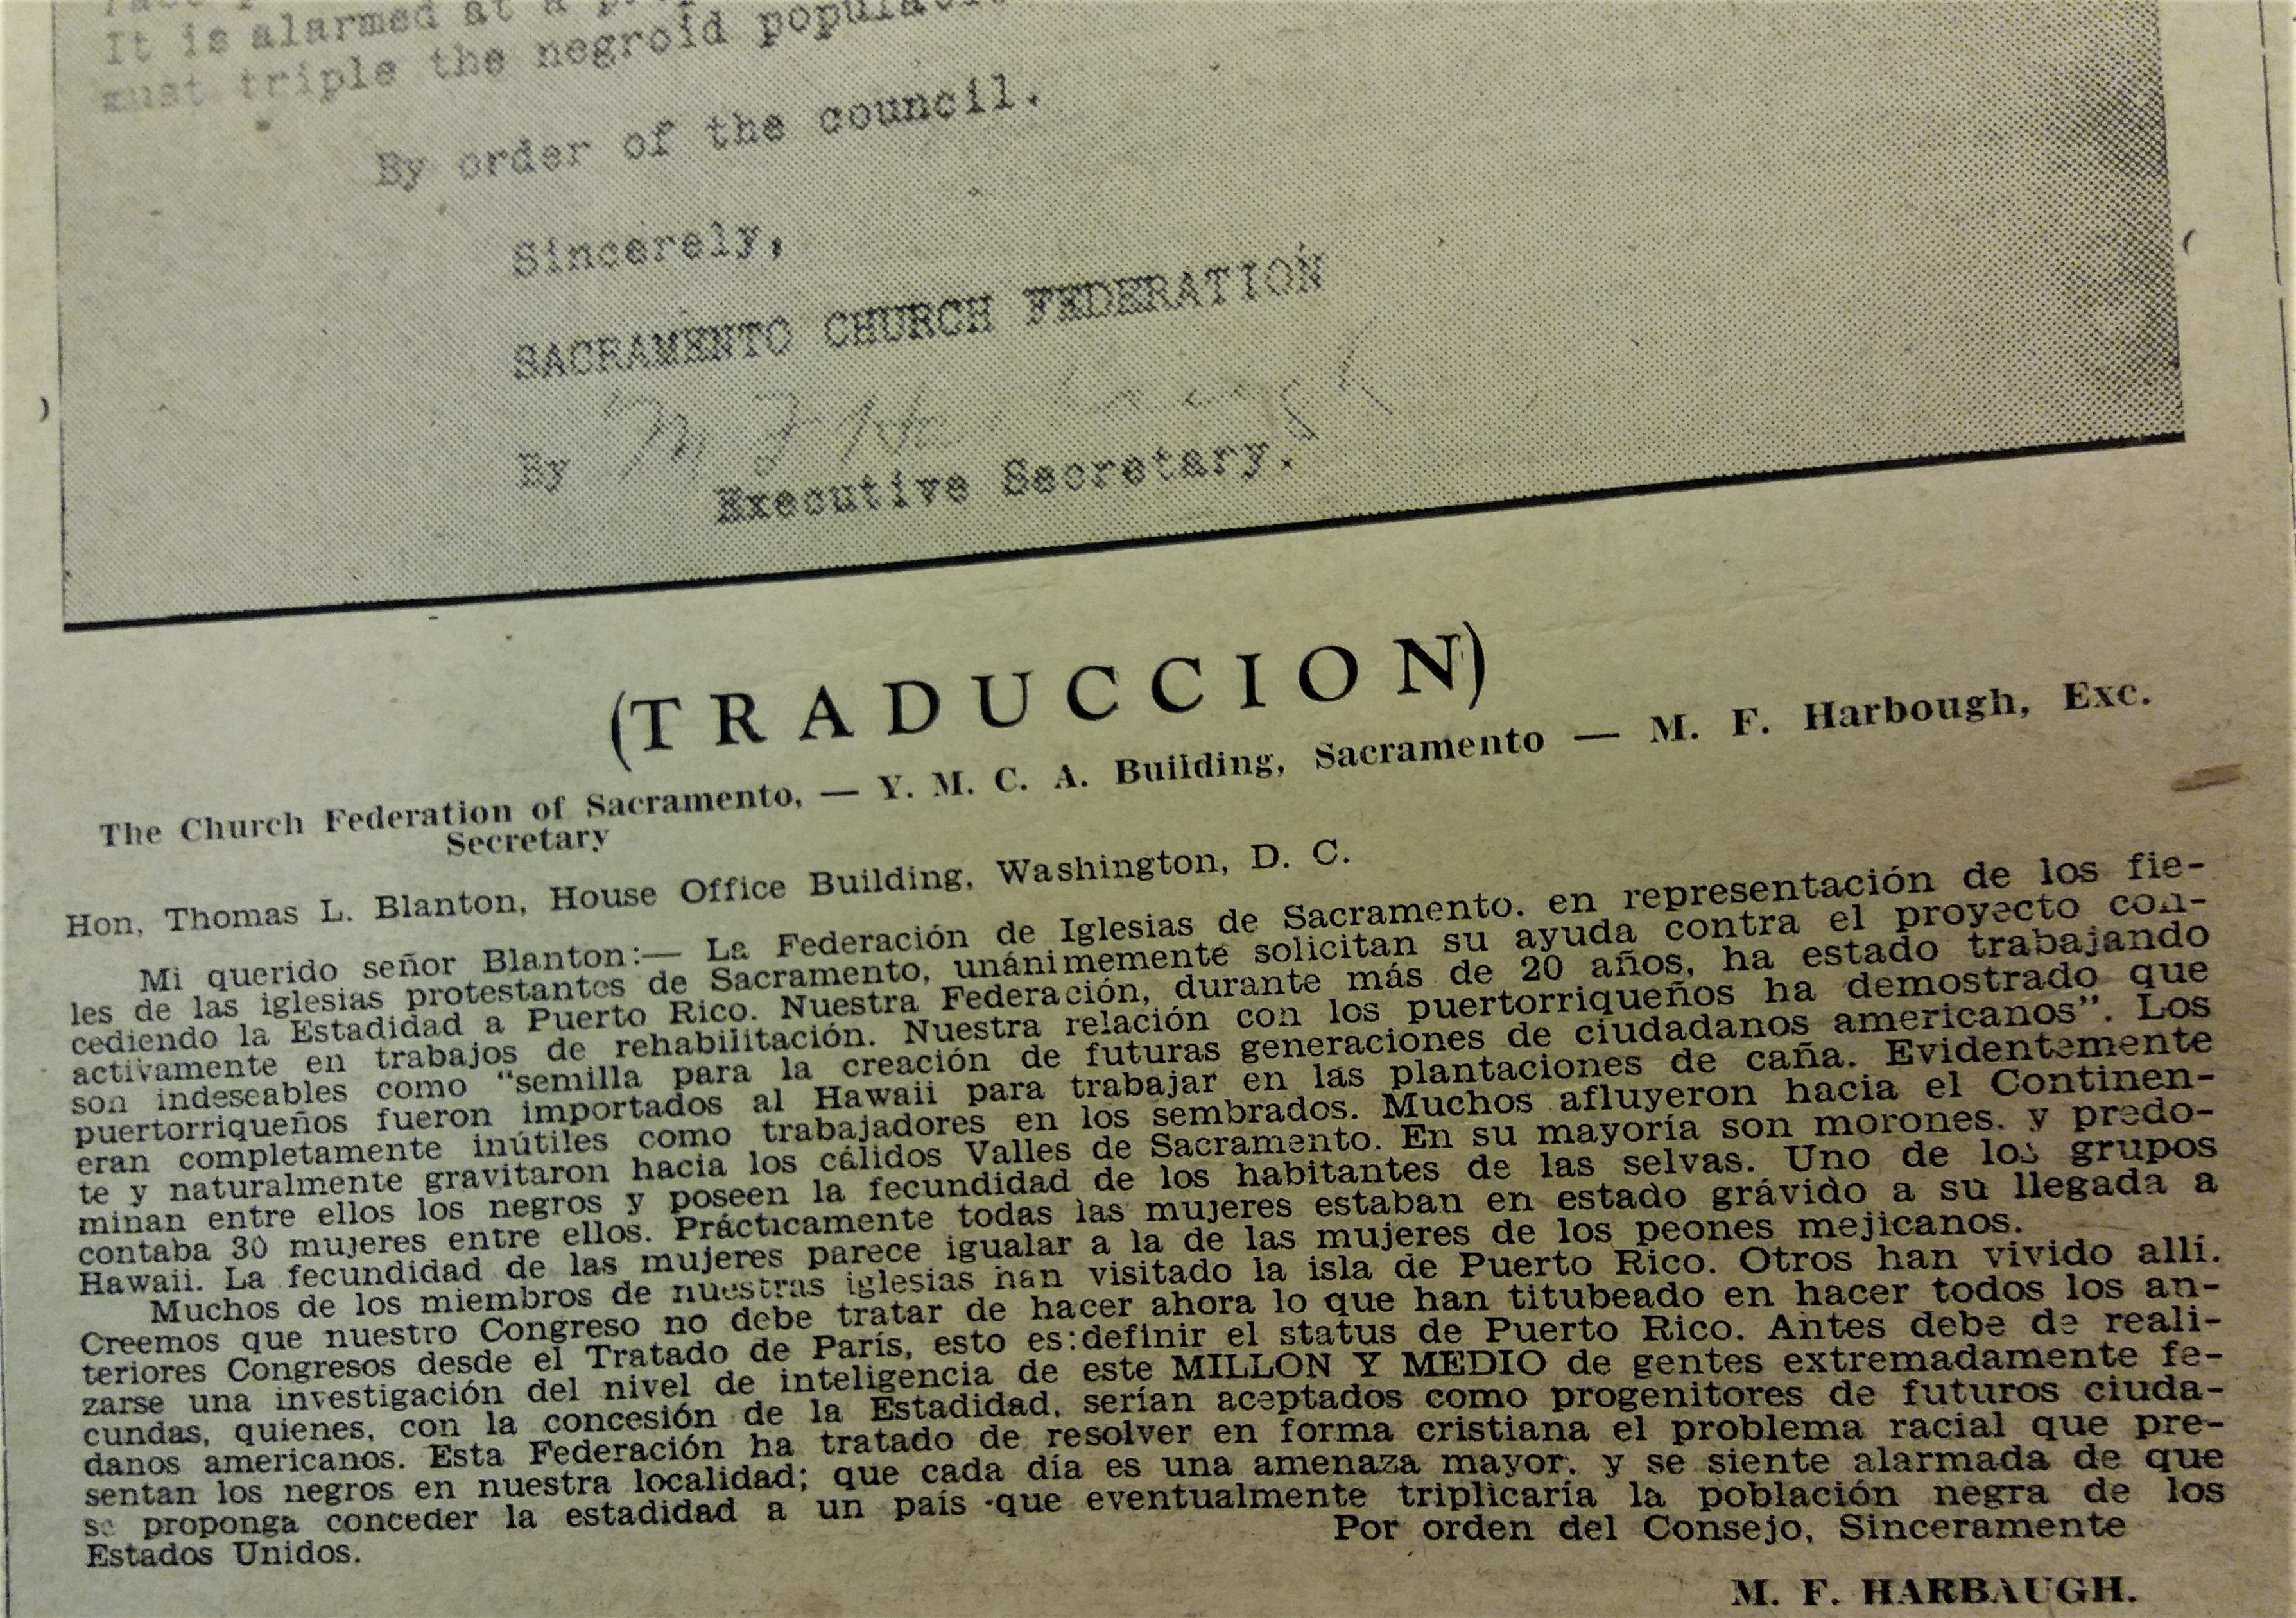 It is alarmed at a
must triple the negroid
By order of the council.
Sincerely,
SACRAMENTO CHURCH FEDERATION
By M F
Executive Secretary.
(TRADUCCION)
The Church Federation of Sacramento, — Y. M. C. A. Building, Sacramento — M. F. Harbough, Exc.
Secretary
Hon. Thomas L. Blanton, House Office Building, Washington, D. C.
Mi querido señor Blanton:— La Federación de Iglesias de Sacramento. en representación de los fie-
les de las iglesias protestantes de Sacramento, unánimemente solicitan su ayuda contra el proyecto con-
cediendo la Estadidad a Puerto Rico. Nuestra Federación, durante más de 20 años, ha estado trabajando
activamente en trabajos de rehabilitación. Nuestra relación con los puertorriqueños ha demostrado que
son indeseables como "semilla para la creación de futuras generaciones de ciudadanos americanos". Los
puertorriqueños fueron importados al Hawaii para trabajar en las plantaciones de caña. Evidentemente
eran completamente inútiles como trabajadores en los sembrados. Muchos afluyeron hacia el Continen-
te y naturalmente gravitaron hacia los cálidos Valles de Sacramento. En su mayoría son morones. y predo-
minan entre ellos los negros y poseen la fecundidad de los habitantes de las selvas. Uno de los grupos
contaba 30 mujeres entre ellos. Prácticamente todas las mujeres estaban en estado grávido a su llegada a
Hawaii. La fecundidad de las mujeres parece igualar a la de las mujeres de los peones mejicanos.
Muchos de los miembros de nuestras iglesias han visitado la isla de Puerto Rico. Otros han vivido allí.
Creemos que nuestro Congreso no debe tratar de hacer ahora lo que han titubeado en hacer todos los an-
teriores Congresos desde el Tratado de París, esto es: definir el status de Puerto Rico. Antes debe de reali-
zarse una investigación del nivel de inteligencia de este MILLON Y MEDIO de gentes extremadamente fe-
cundas, quienes, con la concesión de la Estadidad, serían aceptados como progenitores de futuros ciuda-
danos americanos. Esta Federación ha tratado de resolver en forma cristiana el problema racial que pre-
sentan los negros en nuestra localidad; que cada día es una amenaza mayor. y se siente alarmada de que
se proponga conceder la estadidad a un país que eventualmente triplicaría la población negra de los
Estados Unidos.
Por orden del Consejo, Sinceramente
M. F. HARBAUGH.